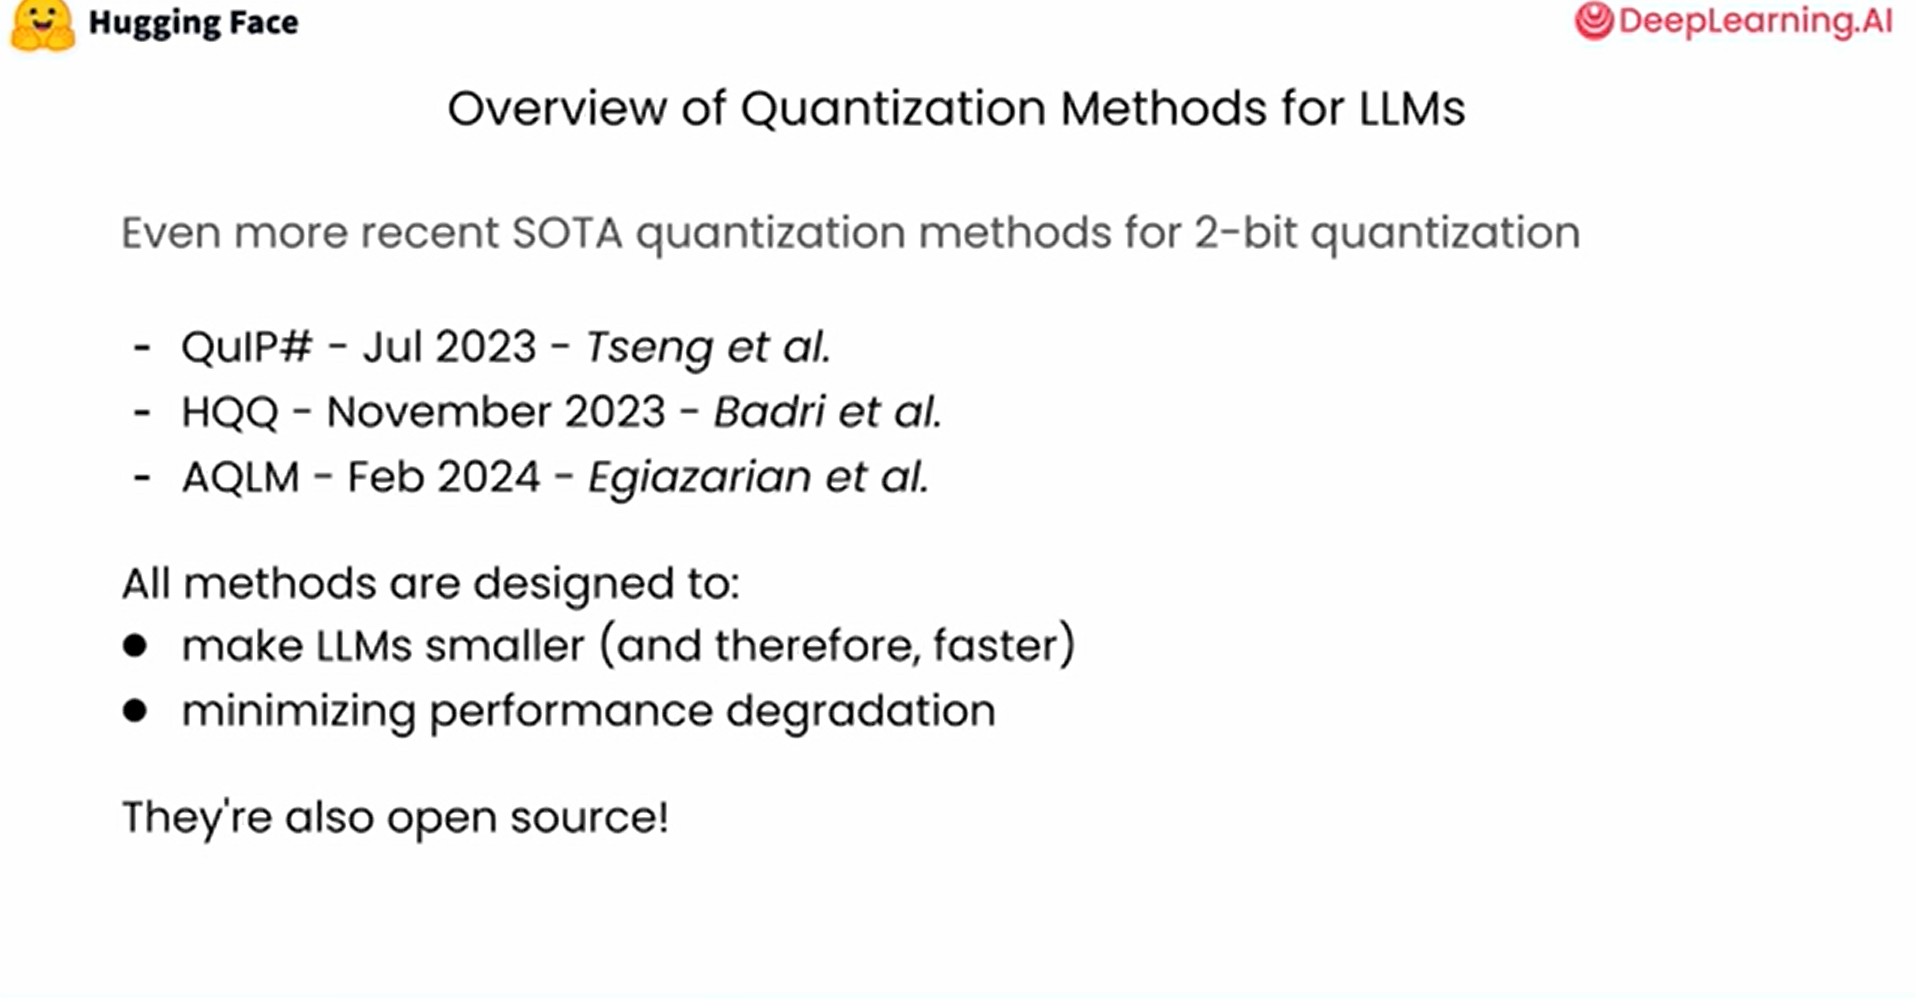 Hugging Face
DeepLearning.AI
Overview of Quantization Methods for LLMs
Even more recent SOTA quantization methods for 2-bit quantization
- QuIP# - Jul 2023 - Tseng et al.
- HQQ - November 2023 - Badri et al.
- AQLM - Feb 2024 - Egiazarian et al.
All methods are designed to:
● make LLMs smaller (and therefore, faster)
● minimizing performance degradation
They're also open source!